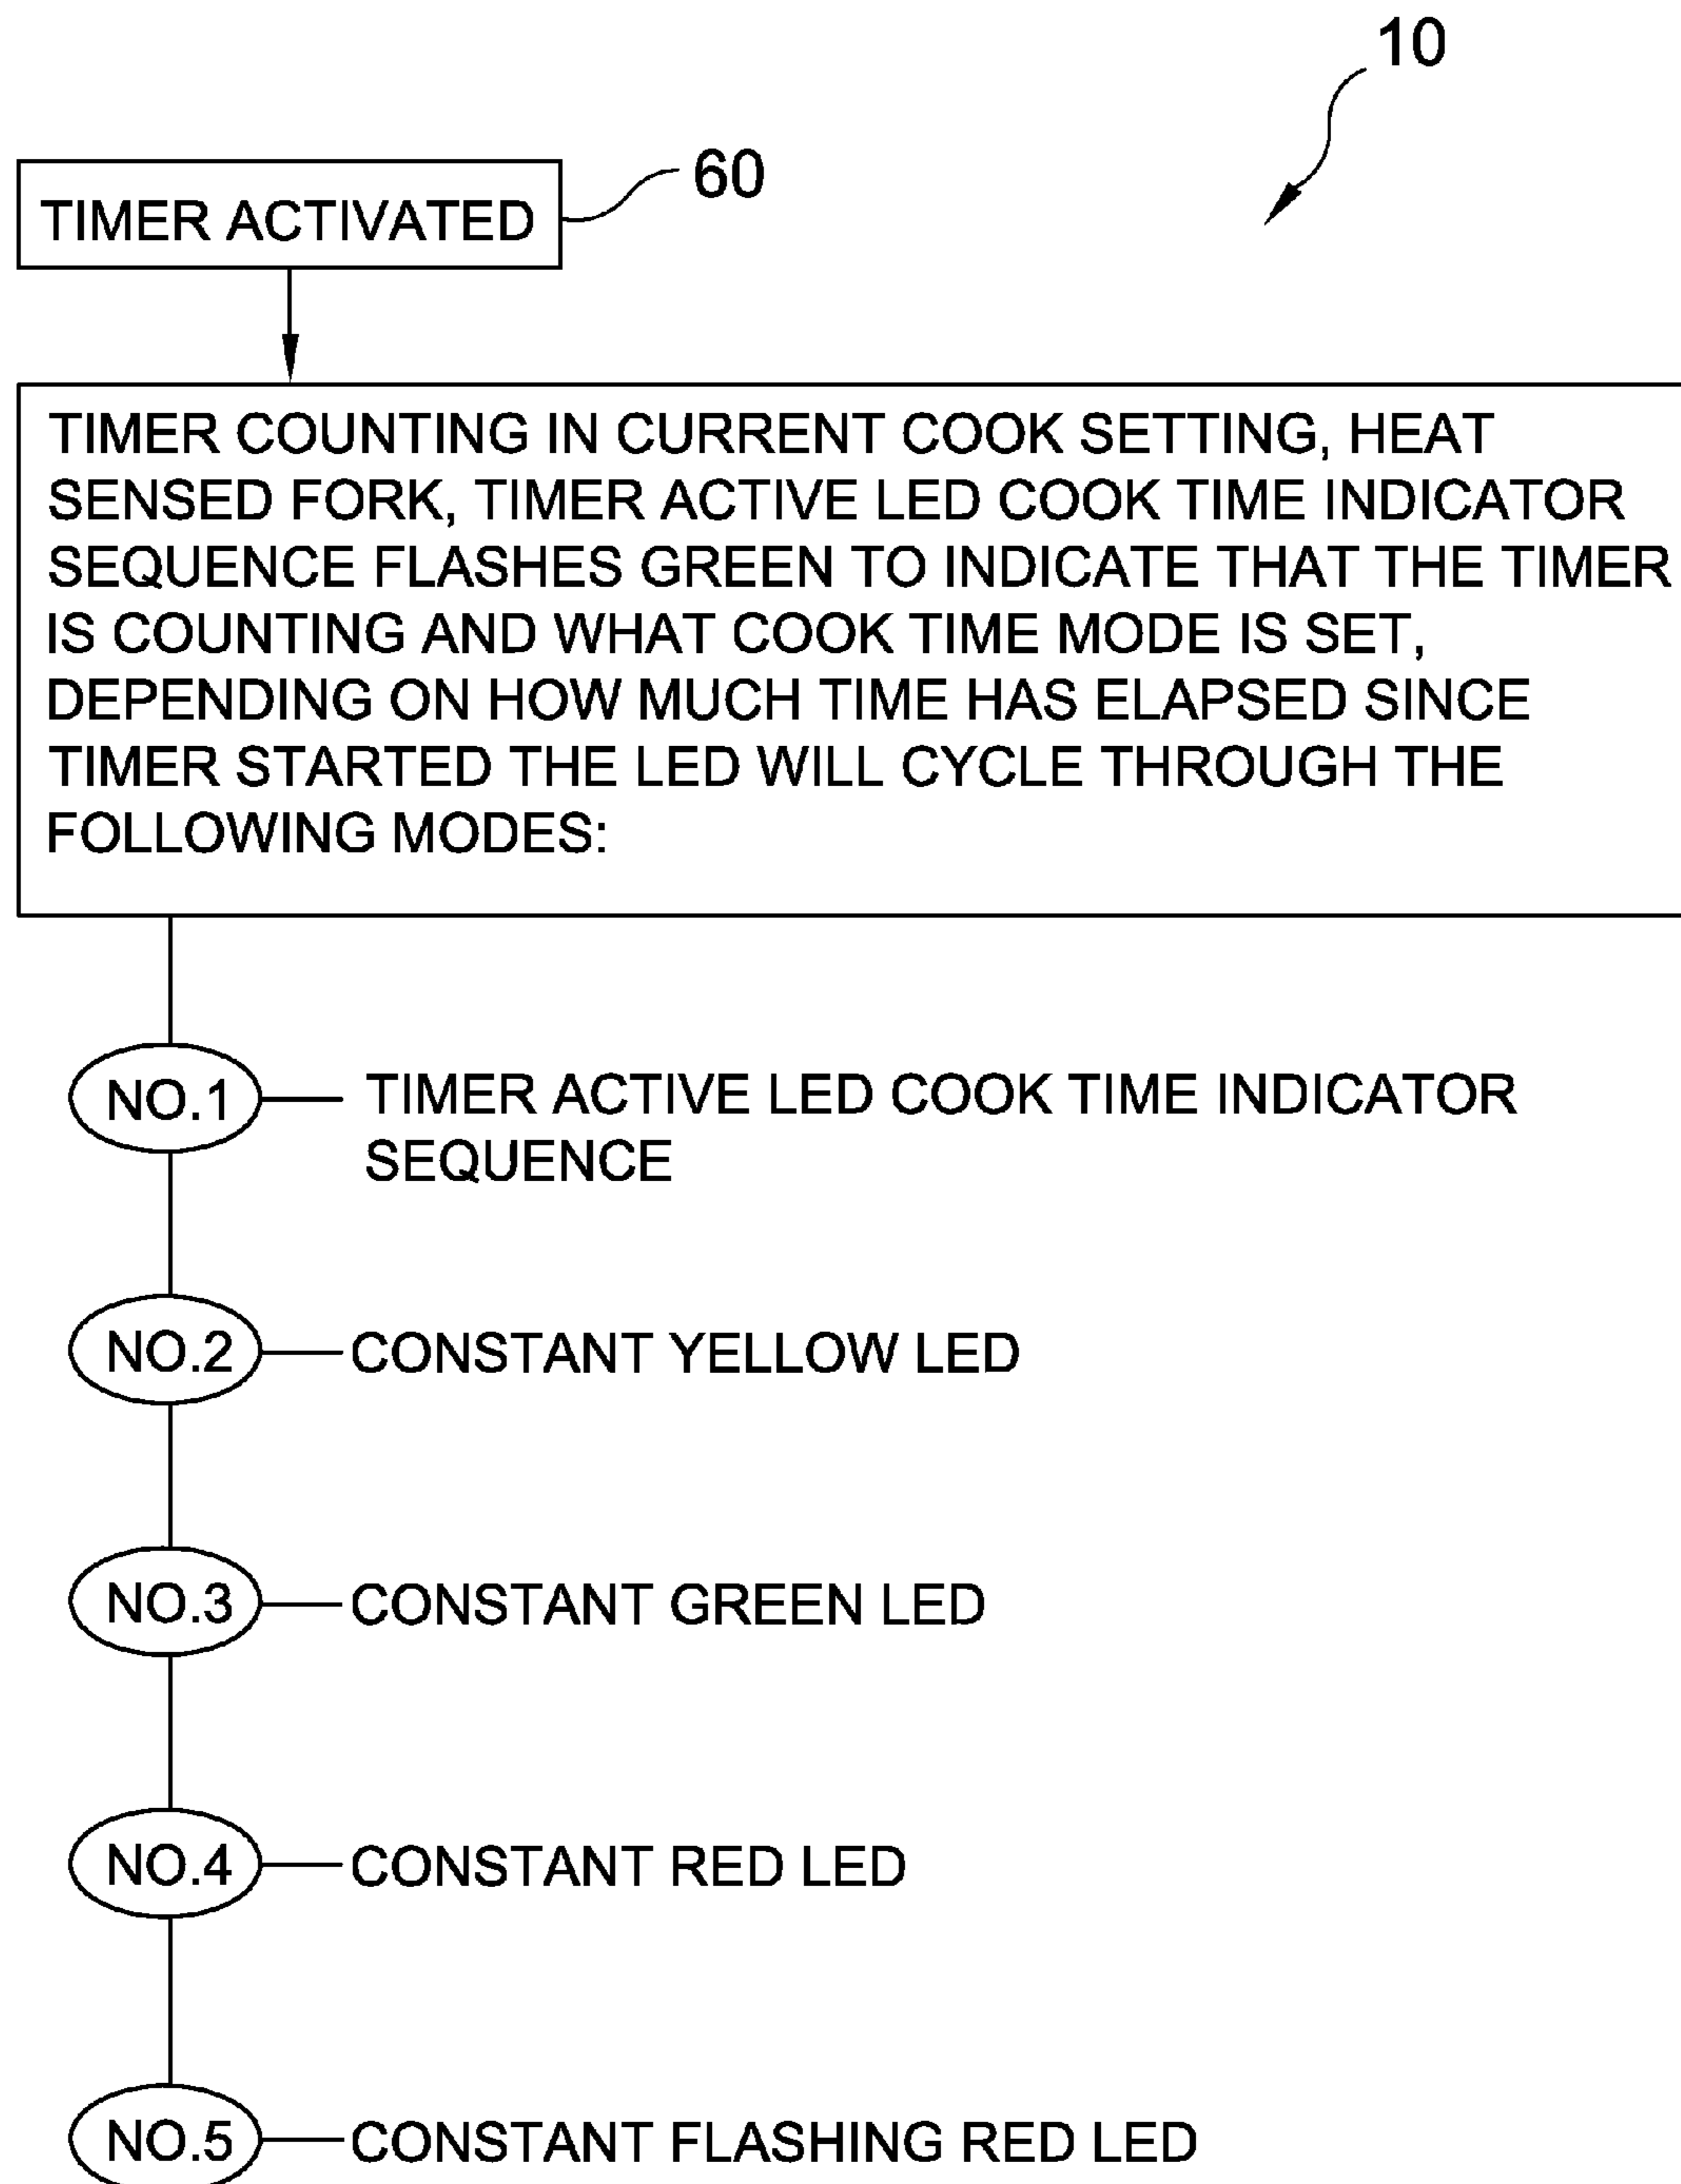 10
60
TIMER ACTIVATED
TIMER COUNTING IN CURRENT COOK SETTING, HEAT
SENSED FORK, TIMER ACTIVE LED COOK TIME INDICATOR
SEQUENCE FLASHES GREEN TO INDICATE THAT THE TIMER
IS COUNTING AND WHAT COOK TIME MODE IS SET,
DEPENDING ON HOW MUCH TIME HAS ELAPSED SINCE
TIMER STARTED THE LED WILL CYCLE THROUGH THE
FOLLOWING MODES:
NO.1 TIMER ACTIVE LED COOK TIME INDICATOR
SEQUENCE
NO.2 CONSTANT YELLOW LED
NO.3 CONSTANT GREEN LED
NO.4 CONSTANT RED LED
NO.5 CONSTANT FLASHING RED LED